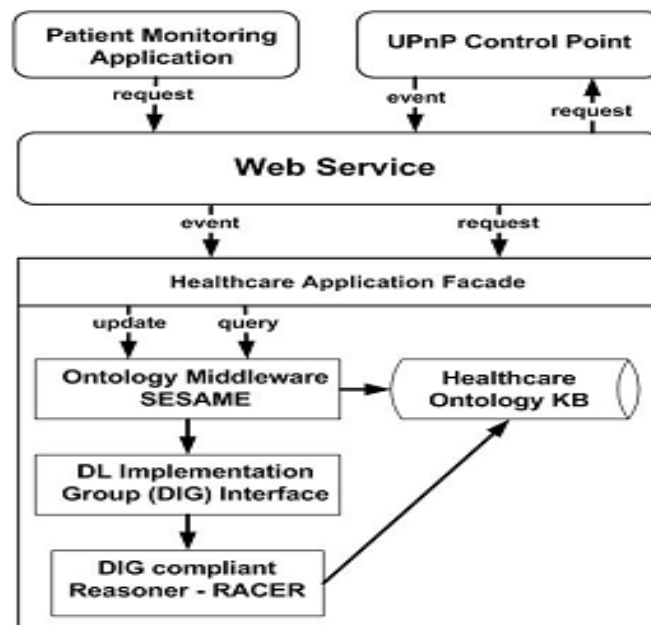 Patient Monitoring
Application
UPnP Control Point
request
event
request
Web Service
event
request
Healthcare Application Facade
update
query
Ontology Middleware
SESAME
Healthcare
Ontology KB
DL Implementation
Group (DIG) Interface
DIG compliant
Reasoner - RACER